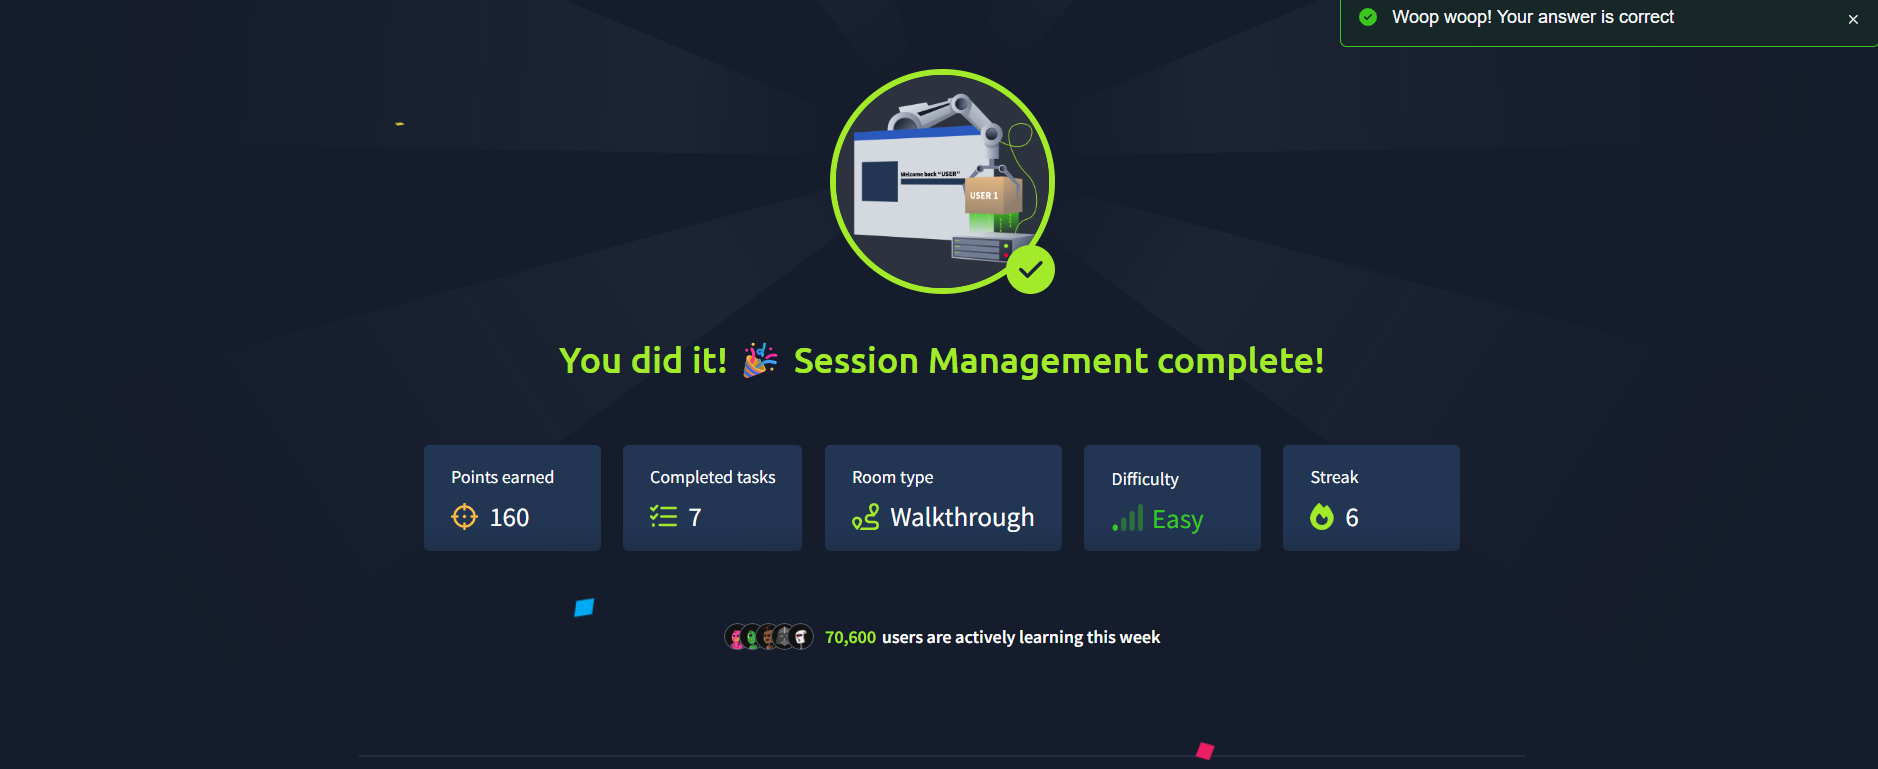 Woop woop! Your answer is correct
Welcome back "USER"
USER 1
You did it! 🎉 Session Management complete!
Points earned
160
Completed tasks
7
Room type
Walkthrough
Difficulty
Easy
Streak
6
70,600 users are actively learning this week